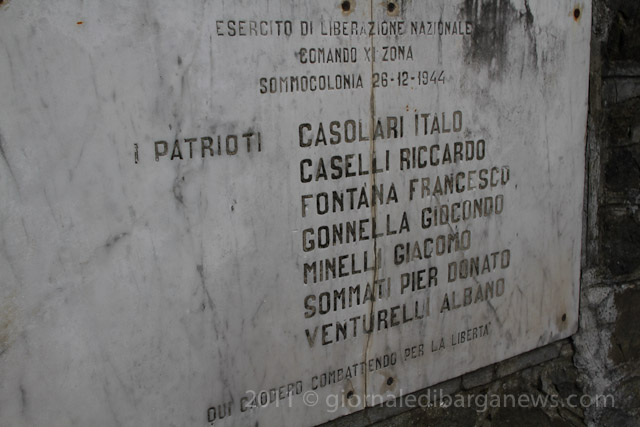 ESERCITO DI LIBERAZIONE NAZIONALE
COMANDO XI ZONA
SOMMOCOLONIA 26-12-1944
I PATRIOTI CASOLARI ITALO
CASELLI RICCARDO
FONTANA FRANCESCO
GONNELLA GIOCONDO
MINELLI GIACOMO
SOMMATI PIER DONATO
VENTURELLI ALBANO
QUI CADDERO COMBATTENDO PER LA LIBERTA'
2011 © giornaledibarganews.com